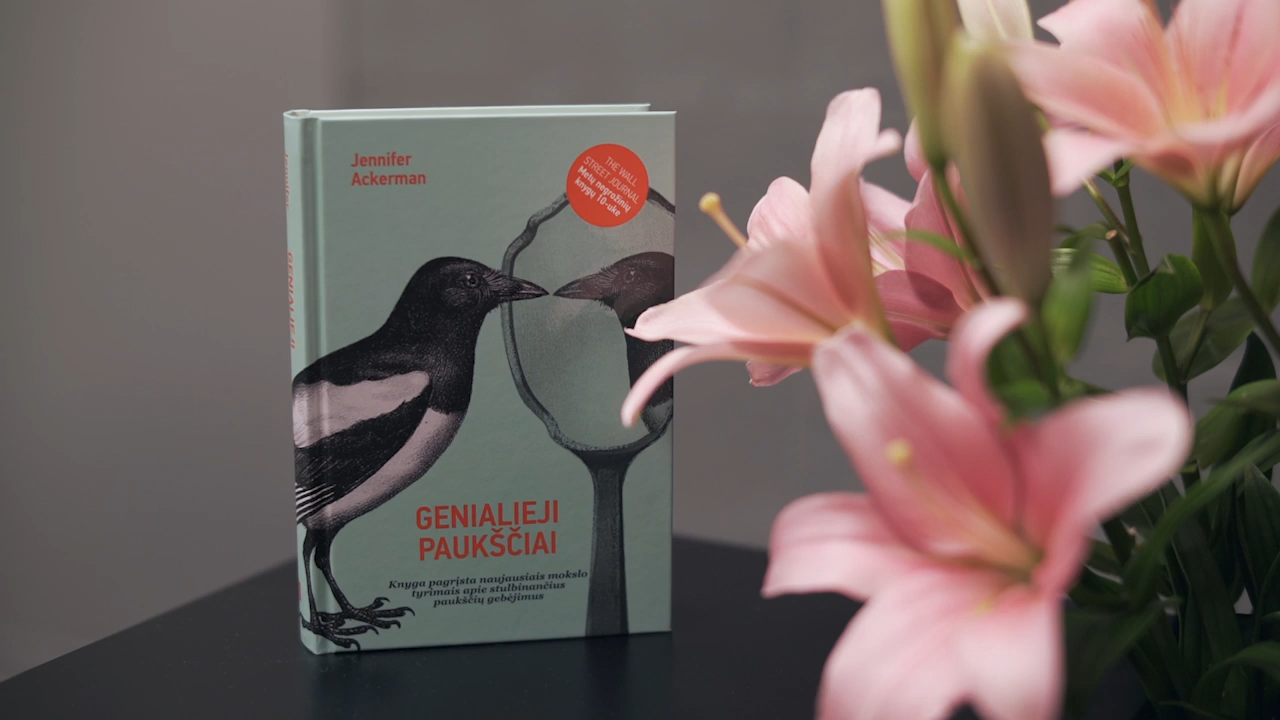 Jennifer
Ackerman
THE WALL
STREET JOURNAL
Metų negrožinių
knygų 10-uke
GENIALIEJI
PAUKŠČIAI
Knyga pagrįsta naujausiais mokslo
tyrimais apie stulbinančius
paukščių gebėjimus
GENIALIEJI